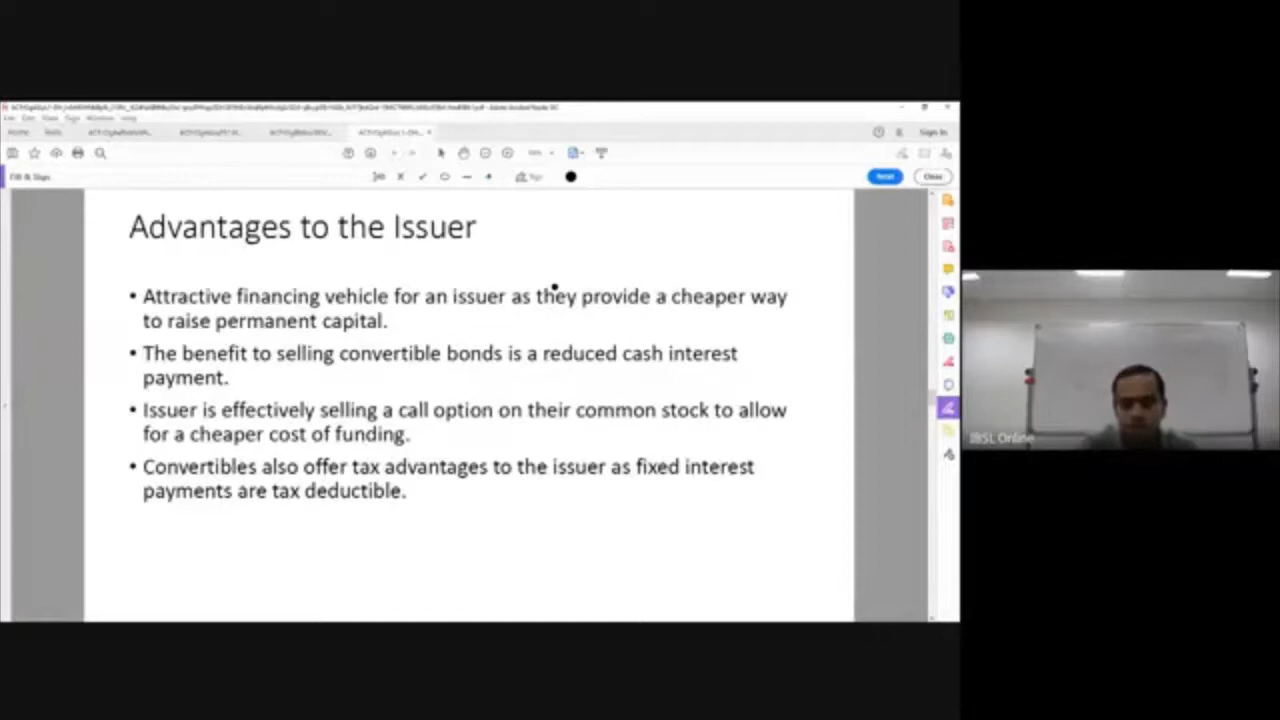 Home
Sign In
Fill & Sign
Close
Advantages to the Issuer
• Attractive financing vehicle for an issuer as they provide a cheaper way
to raise permanent capital.
• The benefit to selling convertible bonds is a reduced cash interest
payment.
• Issuer is effectively selling a call option on their common stock to allow
for a cheaper cost of funding.
• Convertibles also offer tax advantages to the issuer as fixed interest
payments are tax deductible.
IBSL Online